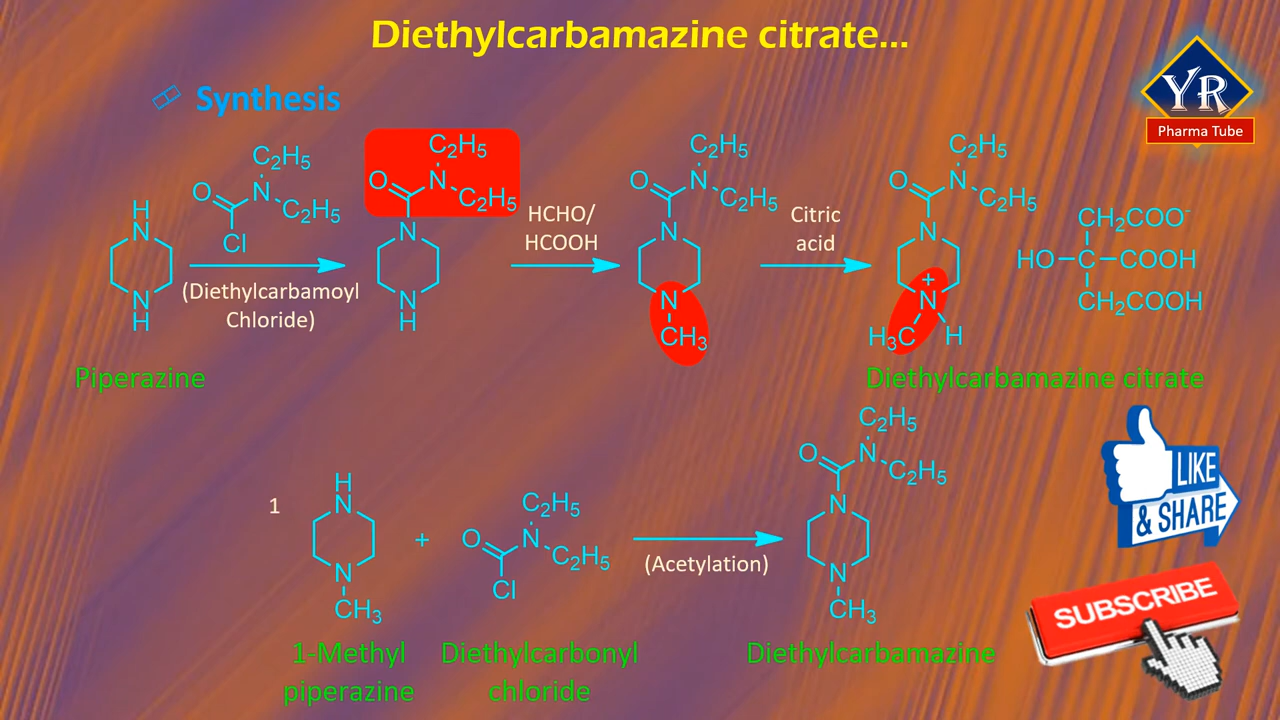 Diethylcarbamazine citrate...
YR
Pharma Tube
Synthesis
H
N
N
H
Piperazine
C2H5
O
N
C2H5
Cl
(Diethylcarbamoyl
Chloride)
C2H5
O
N
C2H5
N
N
H
HCHO/
HCOOH
C2H5
O
N
C2H5
N
N
CH3
Citric
acid
C2H5
O
N
C2H5
N
+
N
H3C
H
CH2COO-
HO C COOH
CH2COOH
Diethylcarbamazine citrate
1
H
N
N
CH3
+
C2H5
O
N
C2H5
Cl
(Acetylation)
C2H5
O
N
C2H5
N
N
CH3
1-Methyl
piperazine
Diethylcarbonyl
chloride
Diethylcarbamazine
LIKE
& SHARE
SUBSCRIBE